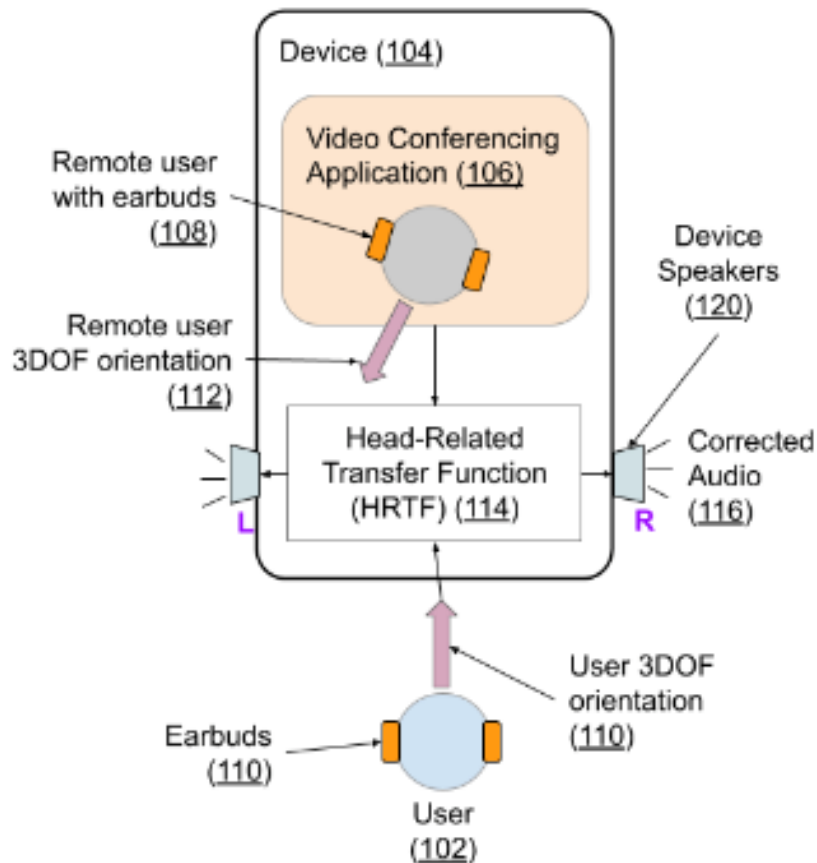 Device (104)
Video Conferencing
Application (106)
Remote user
with earbuds
(108)
Device
Speakers
(120)
Remote user
3DOF orientation
(112)
Head-Related
Transfer Function
(HRTF) (114)
Corrected
Audio
(116)
L
R
User 3DOF
orientation
(110)
Earbuds
(110)
User
(102)